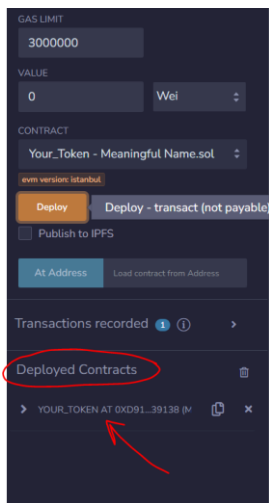 GAS LIMIT
3000000
VALUE
0 Wei
CONTRACT
Your_Token - Meaningful Name.sol
evm version: istanbul
Deploy Deploy - transact (not payable)
Publish to IPFS
At Address Load contract from Address
Transactions recorded 1 i
Deployed Contracts
YOUR_TOKEN AT 0XD91...39138 (M